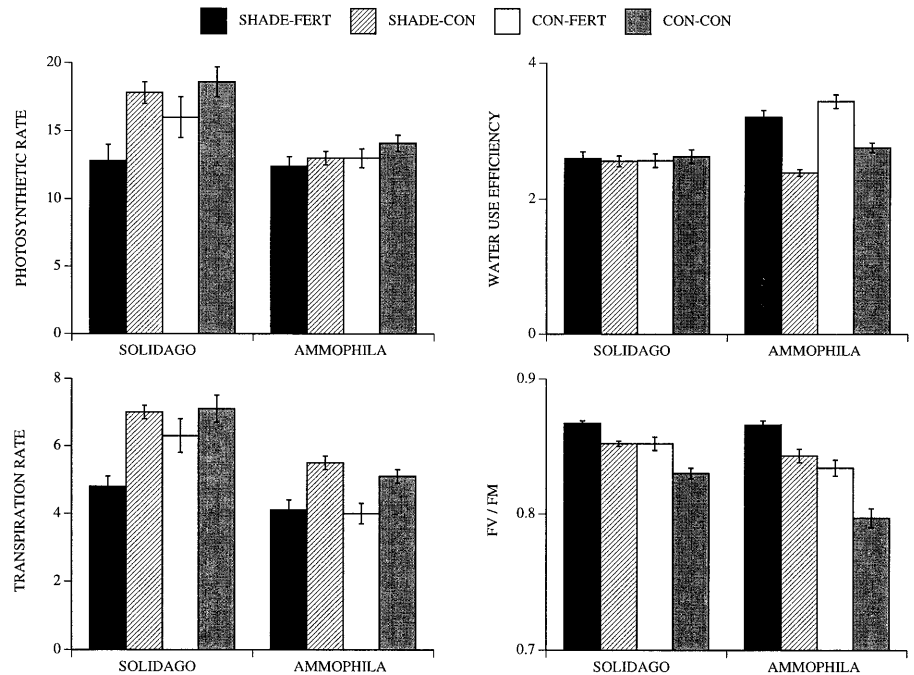 SHADE-FERT SHADE-CON CON-FERT CON-CON
PHOTOSYNTHETIC RATE
20
15
10
5
0
SOLIDAGO AMMOPHILA
WATER USE EFFICIENCY
4
2
0
SOLIDAGO AMMOPHILA
TRANSPIRATION RATE
8
6
4
2
0
SOLIDAGO AMMOPHILA
FV / FM
0.9
0.8
0.7
SOLIDAGO AMMOPHILA